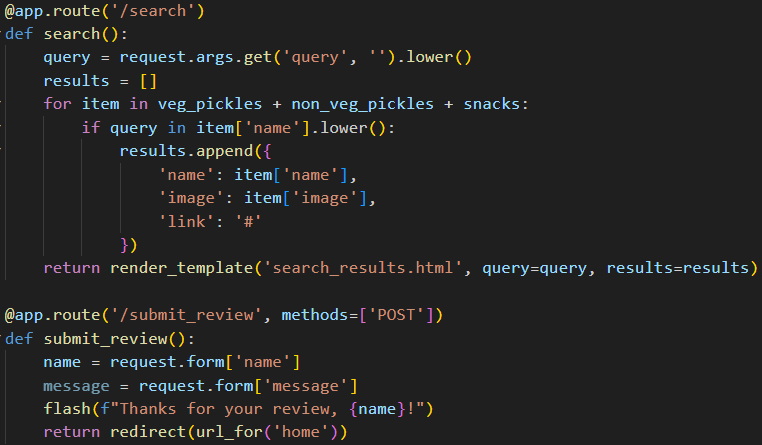 @app.route('/search')
def search():
    query = request.args.get('query', '').lower()
    results = []
    for item in veg_pickles + non_veg_pickles + snacks:
        if query in item['name'].lower():
            results.append({
                'name': item['name'],
                'image': item['image'],
                'link': '#'
            })
    return render_template('search_results.html', query=query, results=results)

@app.route('/submit_review', methods=['POST'])
def submit_review():
    name = request.form['name']
    message = request.form['message']
    flash(f"Thanks for your review, {name}!")
    return redirect(url_for('home'))